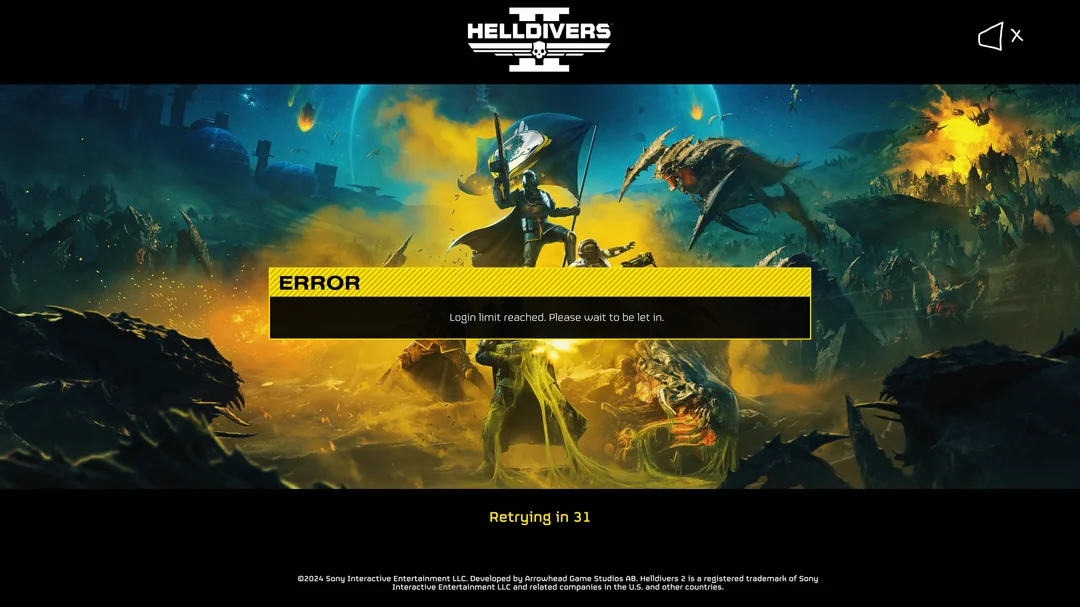 HELLDIVERS
II
ERROR
Login limit reached. Please wait to be let in.
Retrying in 31
©2024 Sony Interactive Entertainment LLC. Developed by Arrowhead Game Studios AB. Helldivers 2 is a registered trademark of Sony
Interactive Entertainment LLC and related companies in the U.S. and other countries.